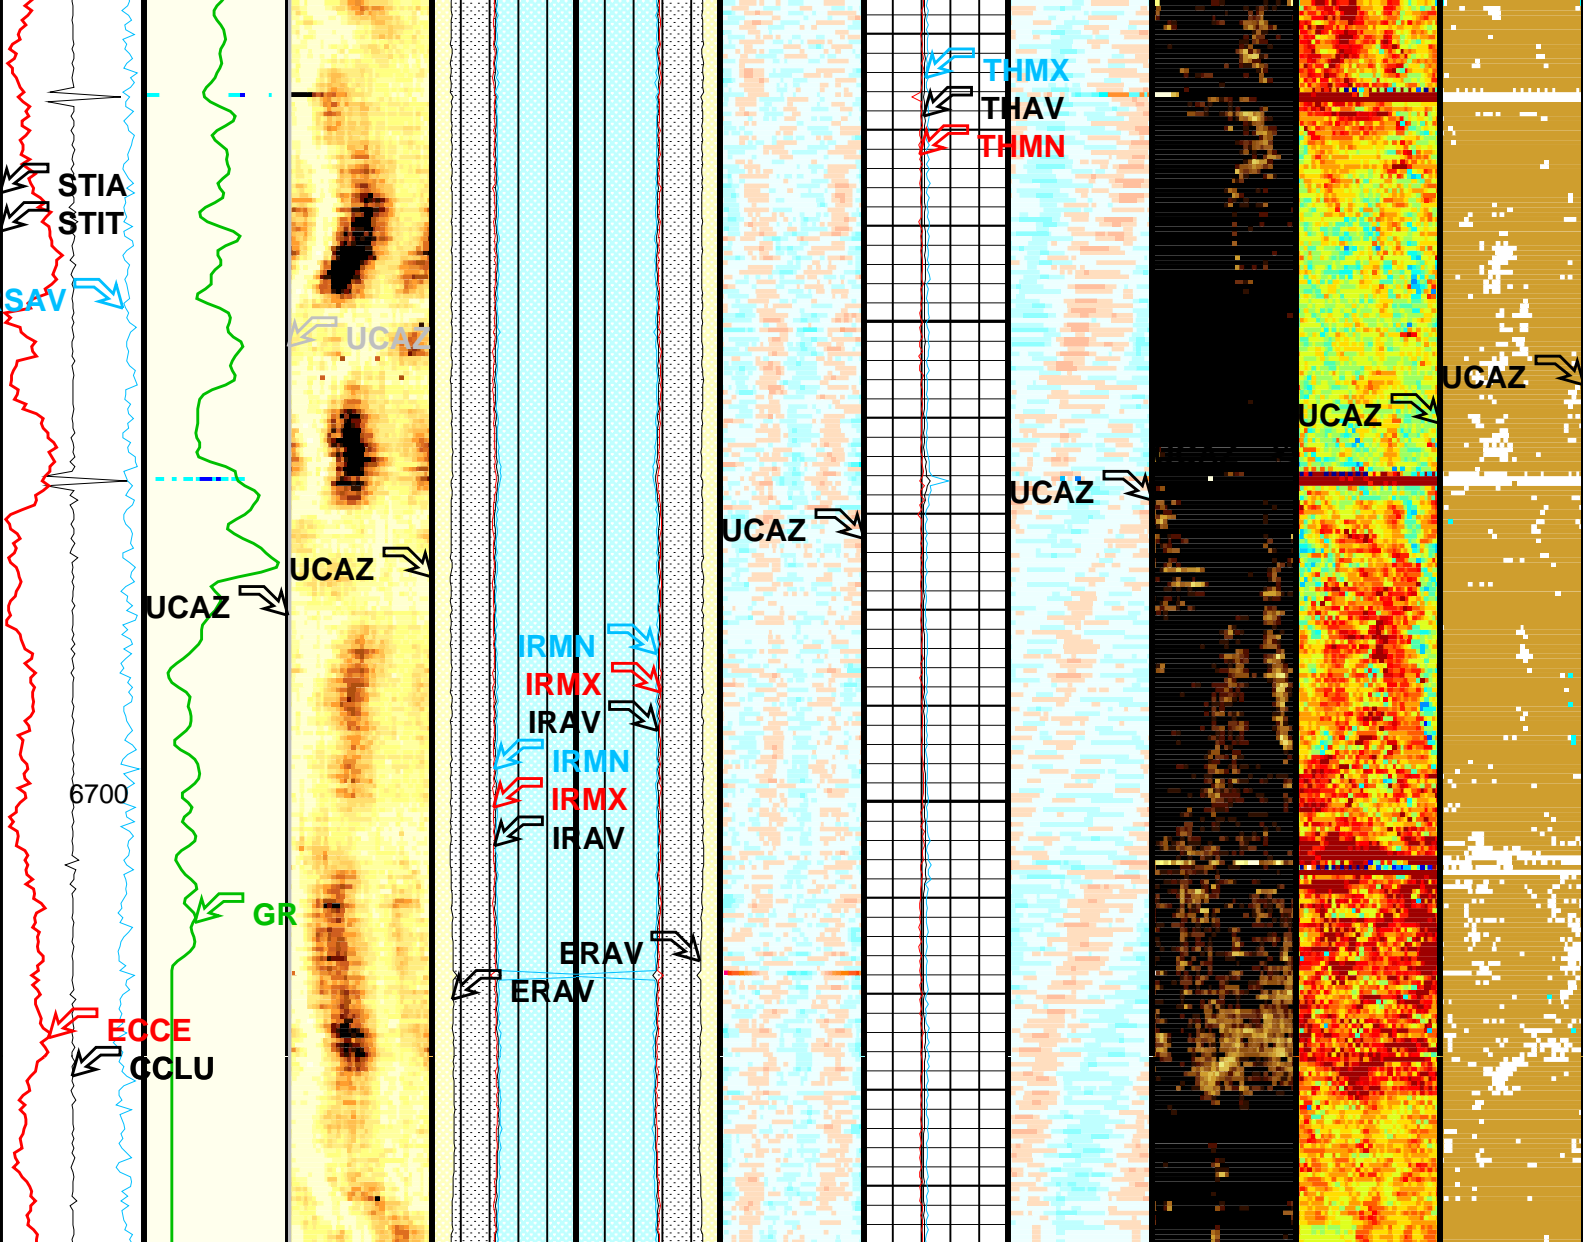 THMX
THAV
THMN
STIA
STIT
SAV
UCAZ
UCAZ
UCAZ
UCAZ
UCAZ
UCAZ
UCAZ
IRMN
IRMX
IRAV
IRMN
6700
IRMX
IRAV
GR
ERAV
ERAV
ECCE
CCLU